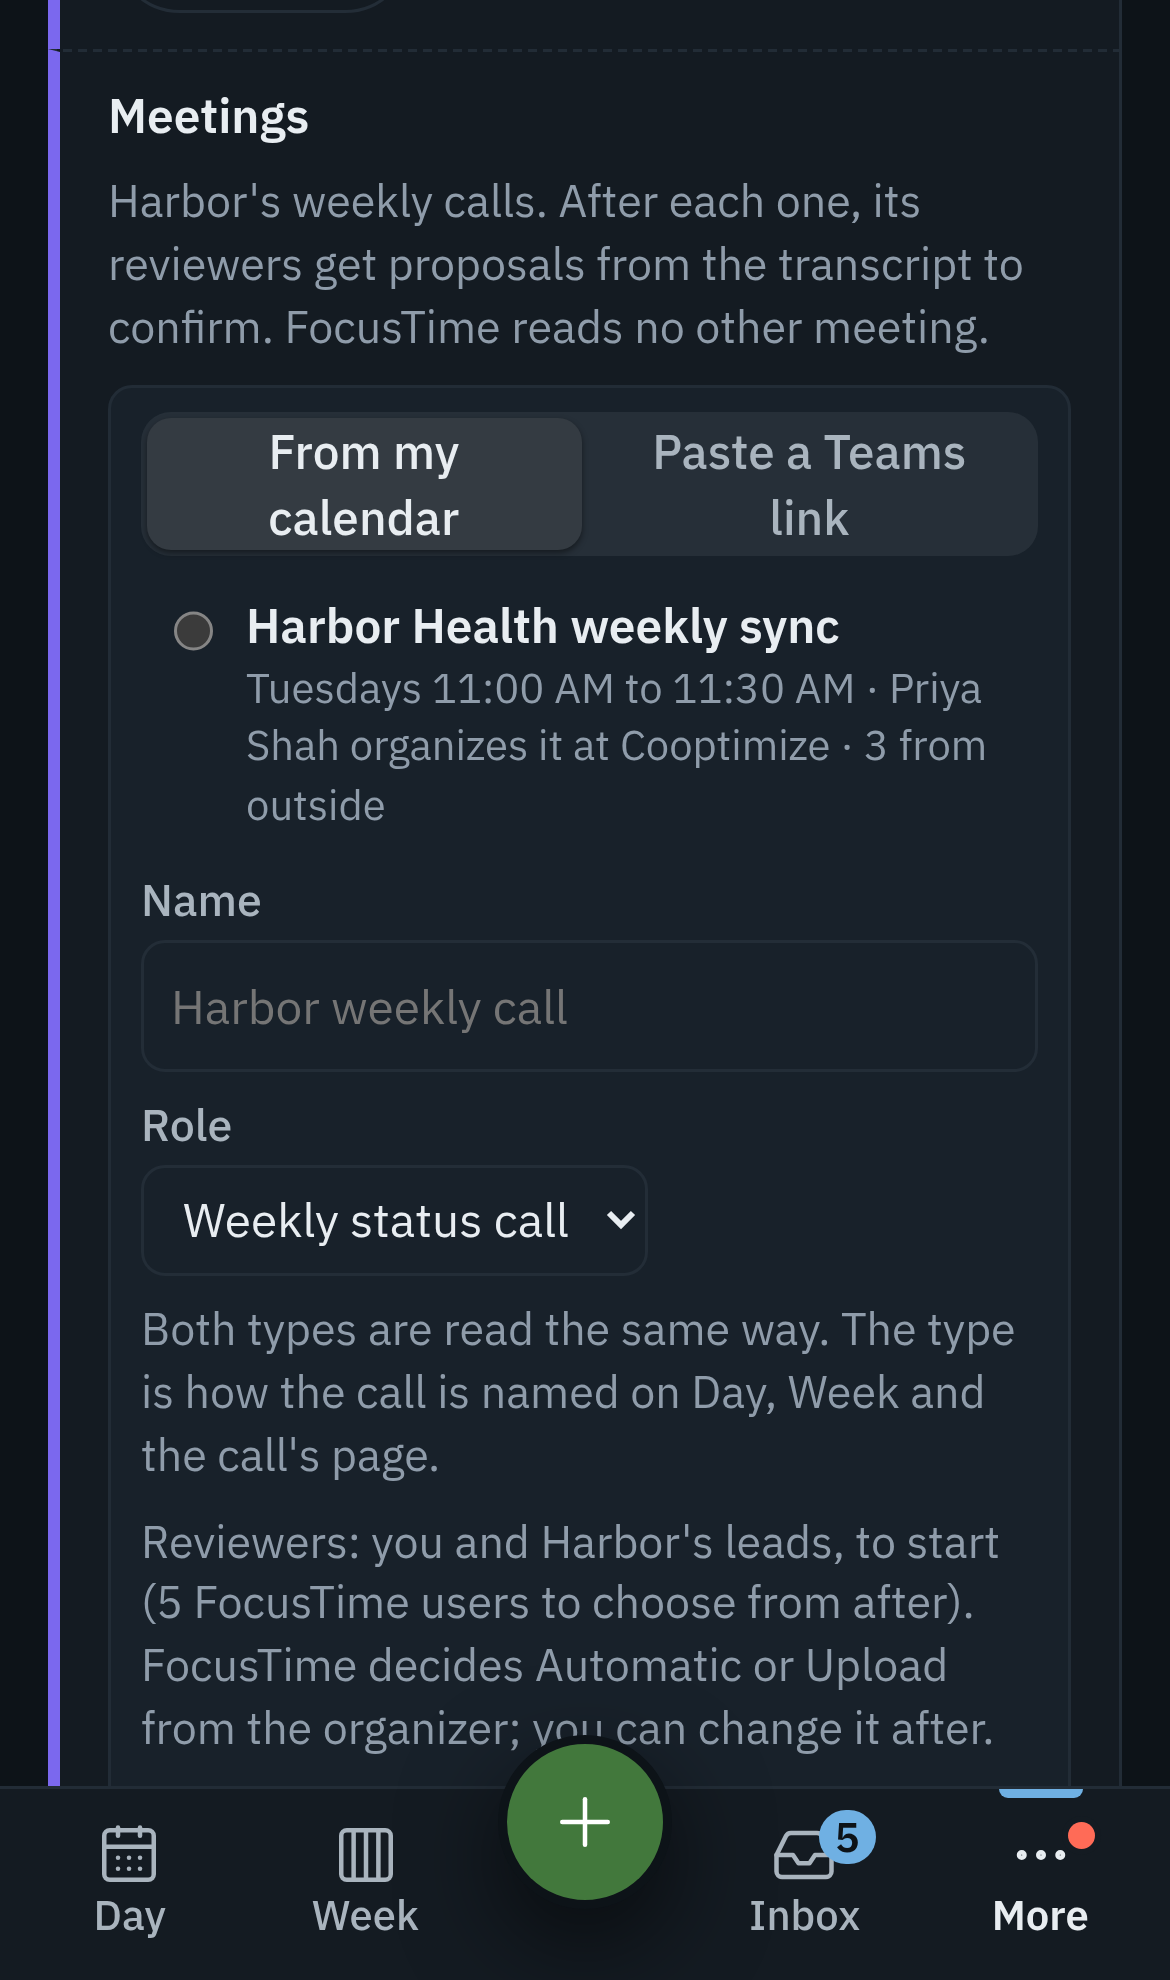 Meetings
Harbor's weekly calls. After each one, its
reviewers get proposals from the transcript to
confirm. FocusTime reads no other meeting.
From my
calendar
Paste a Teams
link
Harbor Health weekly sync
Tuesdays 11:00 AM to 11:30 AM · Priya
Shah organizes it at Cooptimize · 3 from
outside
Name
Harbor weekly call
Role
Weekly status call
Both types are read the same way. The type
is how the call is named on Day, Week and
the call's page.
Reviewers: you and Harbor's leads, to start
(5 FocusTime users to choose from after).
FocusTime decides Automatic or Upload
from the organizer; you can change it after.
5
Day
Week
Inbox
More